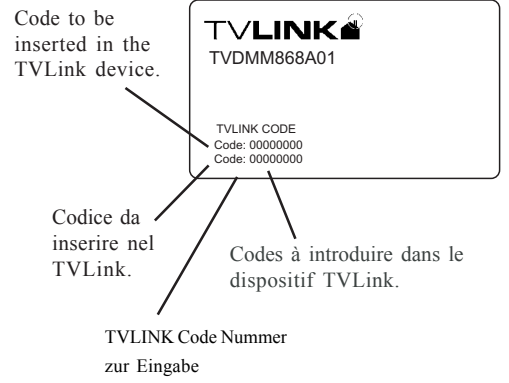 Code to be
inserted in the
TVLink device.
TVLINK
TVDMM868A01
TVLINK CODE
Code: 00000000
Code: 00000000
Codice da
inserire nel
TVLink.
Codes à introduire dans le
dispositif TVLink.
TVLINK Code Nummer
zur Eingabe